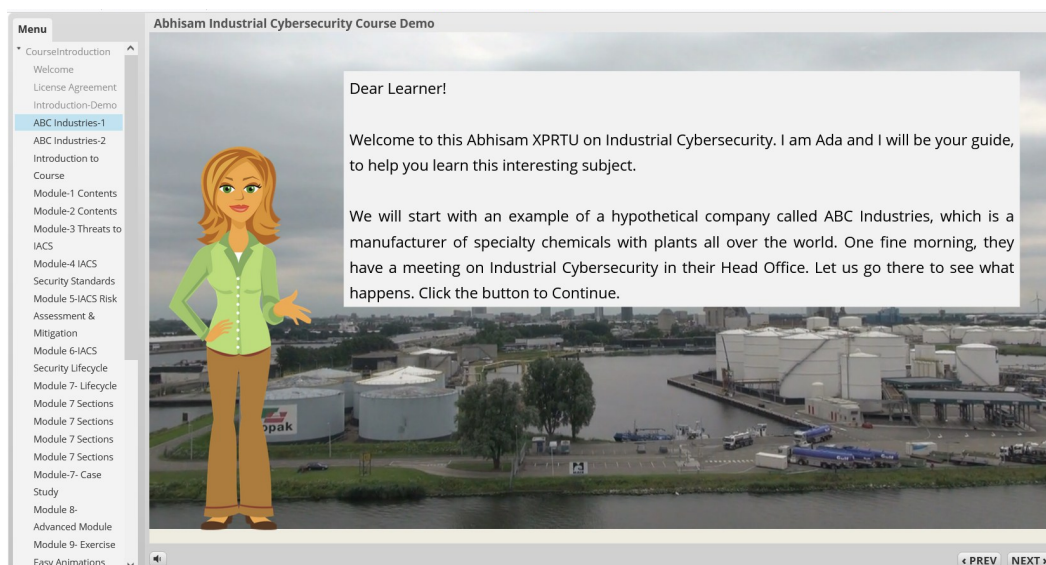 Abhisam Industrial Cybersecurity Course Demo
Menu
CourseIntroduction
Welcome
License Agreement
Introduction-Demo
ABC Industries-1
ABC Industries-2
Introduction to
Course
Module-1 Contents
Module-2 Contents
Module-3 Threats to
IACS
Module-4 IACS
Security Standards
Module 5-IACS Risk
Assessment &
Mitigation
Module 6-IACS
Security Lifecycle
Module 7- Lifecycle
Module 7 Sections
Module 7 Sections
Module 7 Sections
Module 7 Sections
Module-7- Case
Study
Module 8-
Advanced Module
Module 9- Exercise
Easy Animations
Dear Learner!
Welcome to this Abhisam XPRTU on Industrial Cybersecurity. I am Ada and I will be your guide,
to help you learn this interesting subject.
We will start with an example of a hypothetical company called ABC Industries, which is a
manufacturer of specialty chemicals with plants all over the world. One fine morning, they
have a meeting on Industrial Cybersecurity in their Head Office. Let us go there to see what
happens. Click the button to Continue.
opak
‹ PREV
NEXT ›